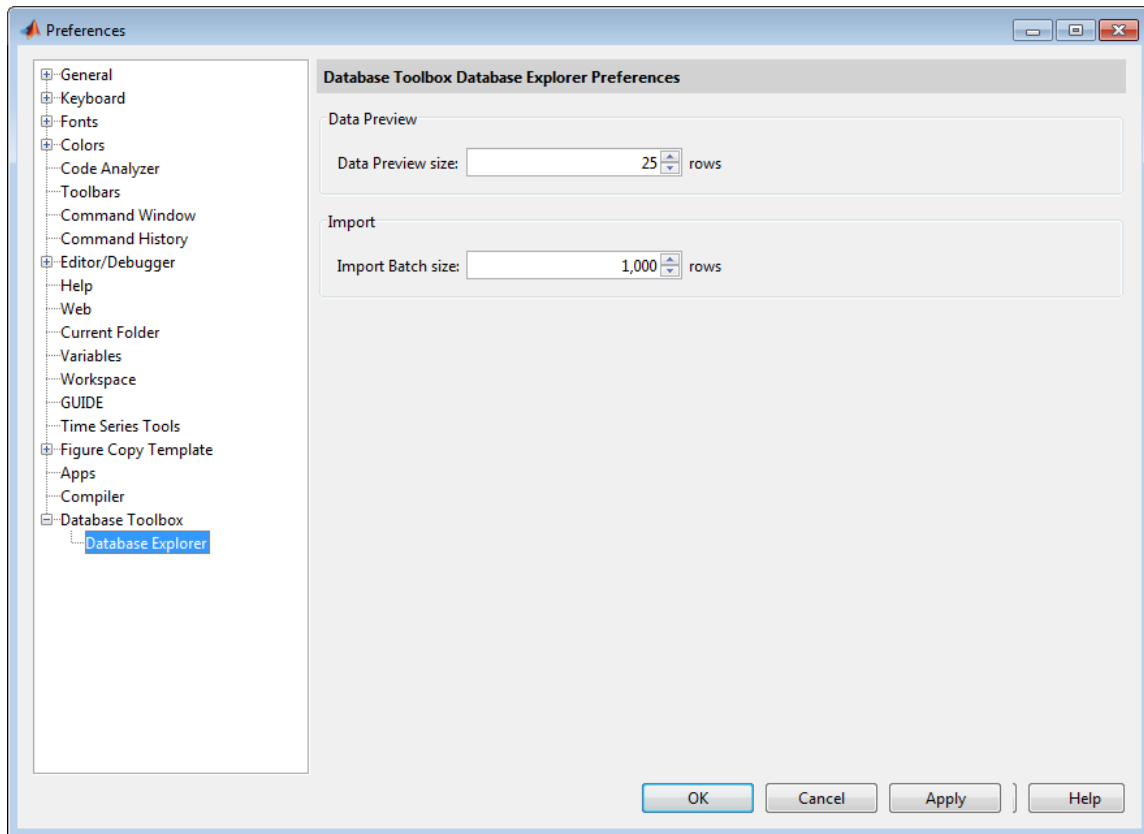 Preferences
General
Keyboard
Fonts
Colors
Code Analyzer
Toolbars
Command Window
Command History
Editor/Debugger
Help
Web
Current Folder
Variables
Workspace
GUIDE
Time Series Tools
Figure Copy Template
Apps
Compiler
Database Toolbox
Database Explorer
Database Toolbox Database Explorer Preferences
Data Preview
Data Preview size: 25 rows
Import
Import Batch size: 1,000 rows
OK Cancel Apply Help